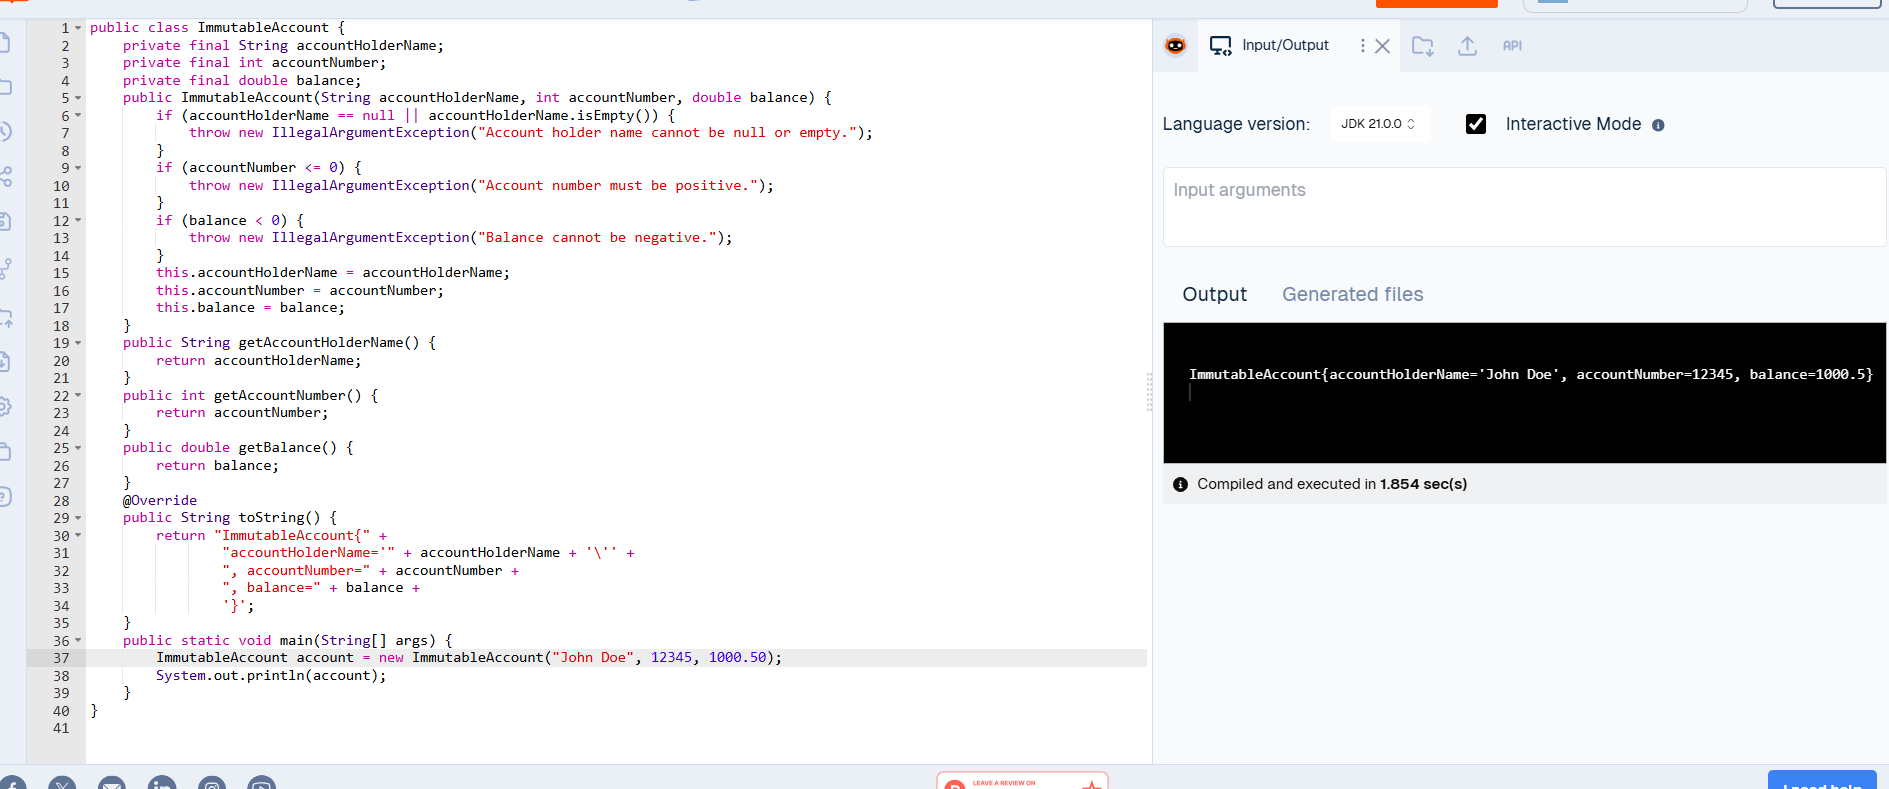 1 public class ImmutableAccount {
2     private final String accountHolderName;
3     private final int accountNumber;
4     private final double balance;
5     public ImmutableAccount(String accountHolderName, int accountNumber, double balance) {
6         if (accountHolderName == null || accountHolderName.isEmpty()) {
7             throw new IllegalArgumentException("Account holder name cannot be null or empty.");
8         }
9         if (accountNumber <= 0) {
10             throw new IllegalArgumentException("Account number must be positive.");
11         }
12         if (balance < 0) {
13             throw new IllegalArgumentException("Balance cannot be negative.");
14         }
15         this.accountHolderName = accountHolderName;
16         this.accountNumber = accountNumber;
17         this.balance = balance;
18     }
19     public String getAccountHolderName() {
20         return accountHolderName;
21     }
22     public int getAccountNumber() {
23         return accountNumber;
24     }
25     public double getBalance() {
26         return balance;
27     }
28     @Override
29     public String toString() {
30         return "ImmutableAccount{" +
31                 "accountHolderName='" + accountHolderName + '\'' +
32                 ", accountNumber=" + accountNumber +
33                 ", balance=" + balance +
34                 '}';
35     }
36     public static void main(String[] args) {
37         ImmutableAccount account = new ImmutableAccount("John Doe", 12345, 1000.50);
38         System.out.println(account);
39     }
40 }
41
Input/Output
API
Language version: JDK 21.0.0 Interactive Mode
Input arguments
Output Generated files
ImmutableAccount{accountHolderName='John Doe', accountNumber=12345, balance=1000.5}
Compiled and executed in 1.854 sec(s)
LEAVE A REVIEW ON
I need help